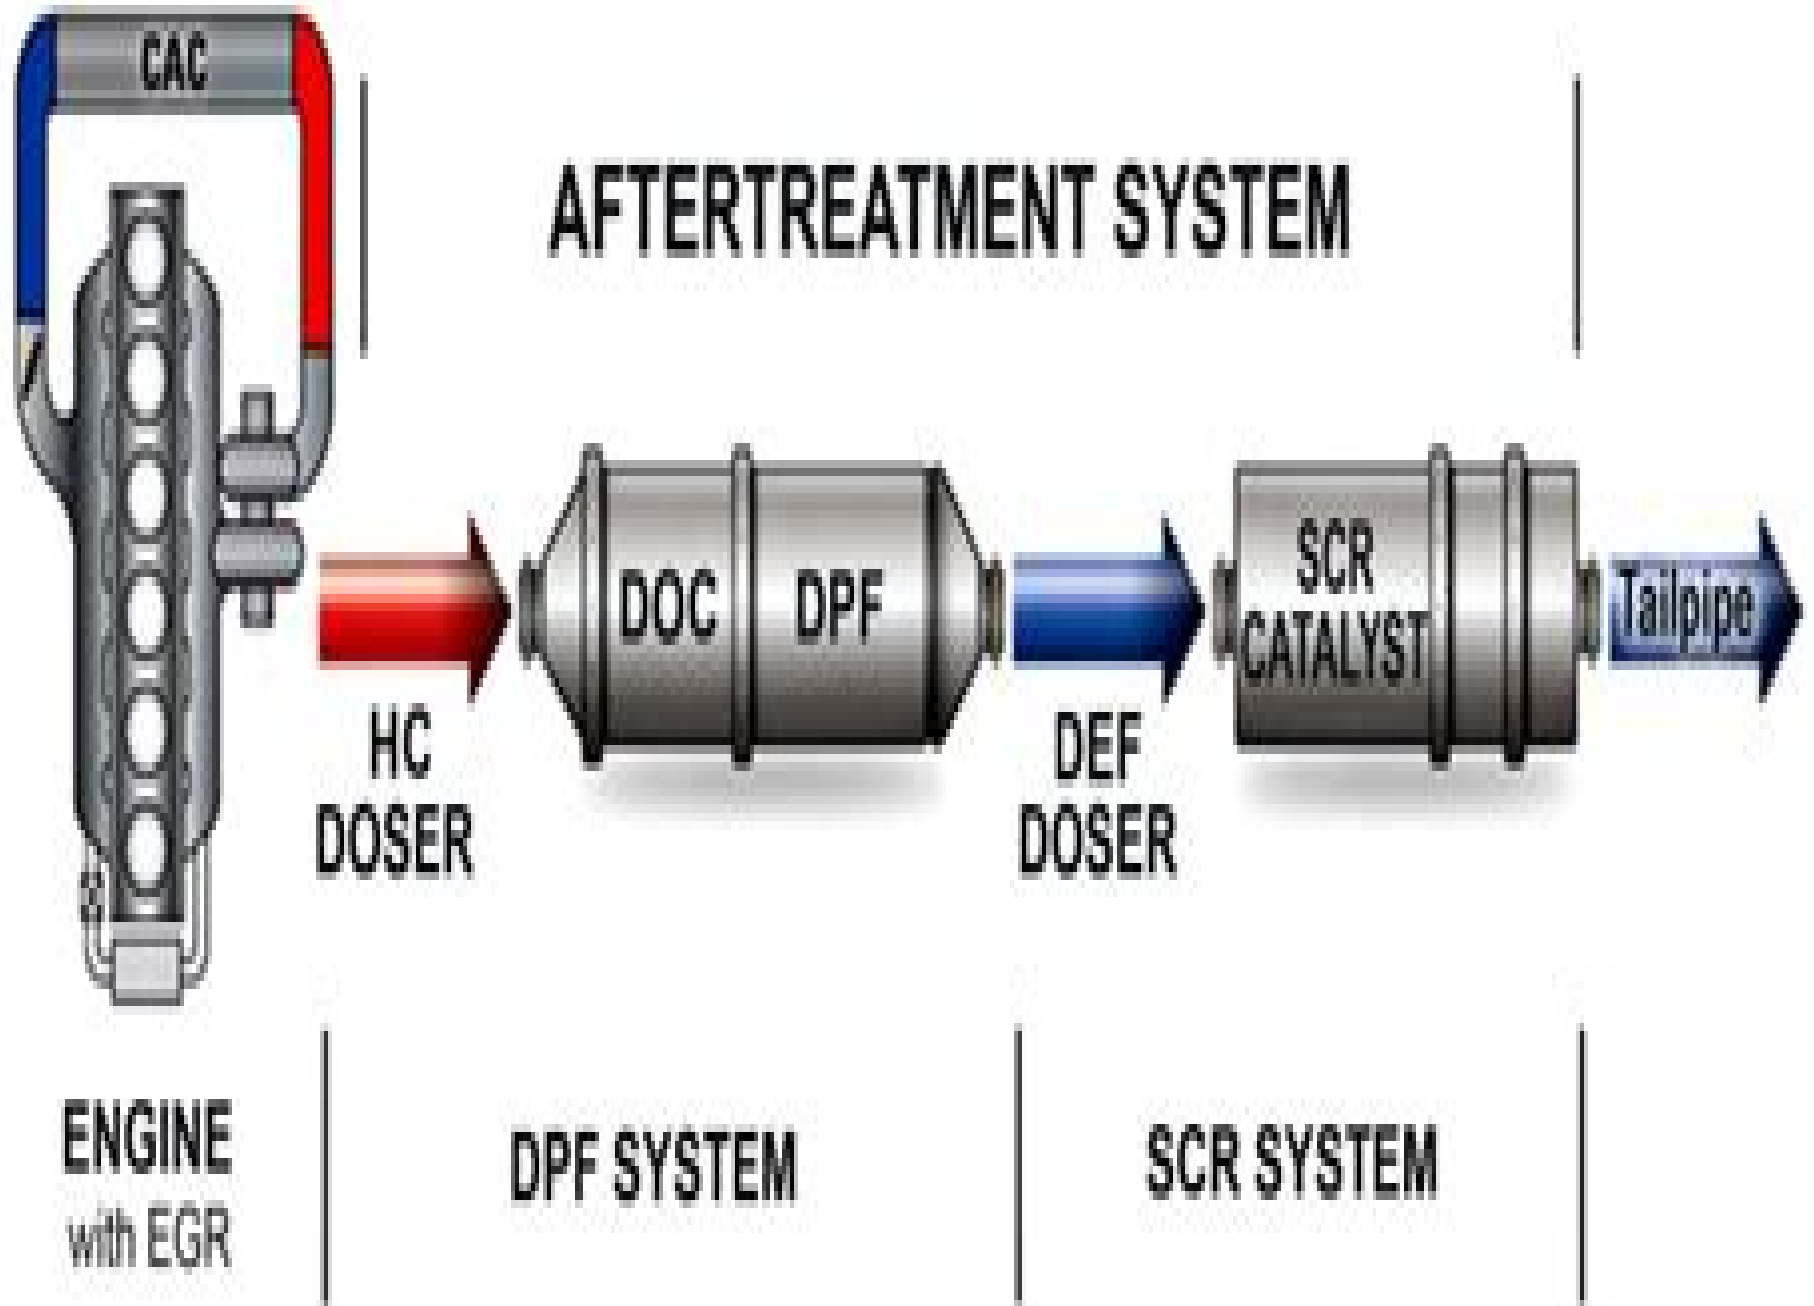 CAC
AFTERTREATMENT SYSTEM
DOC
DPF
SCR
CATALYST
Tailpipe
HC
DOSER
DEF
DOSER
ENGINE
with EGR
DPF SYSTEM
SCR SYSTEM